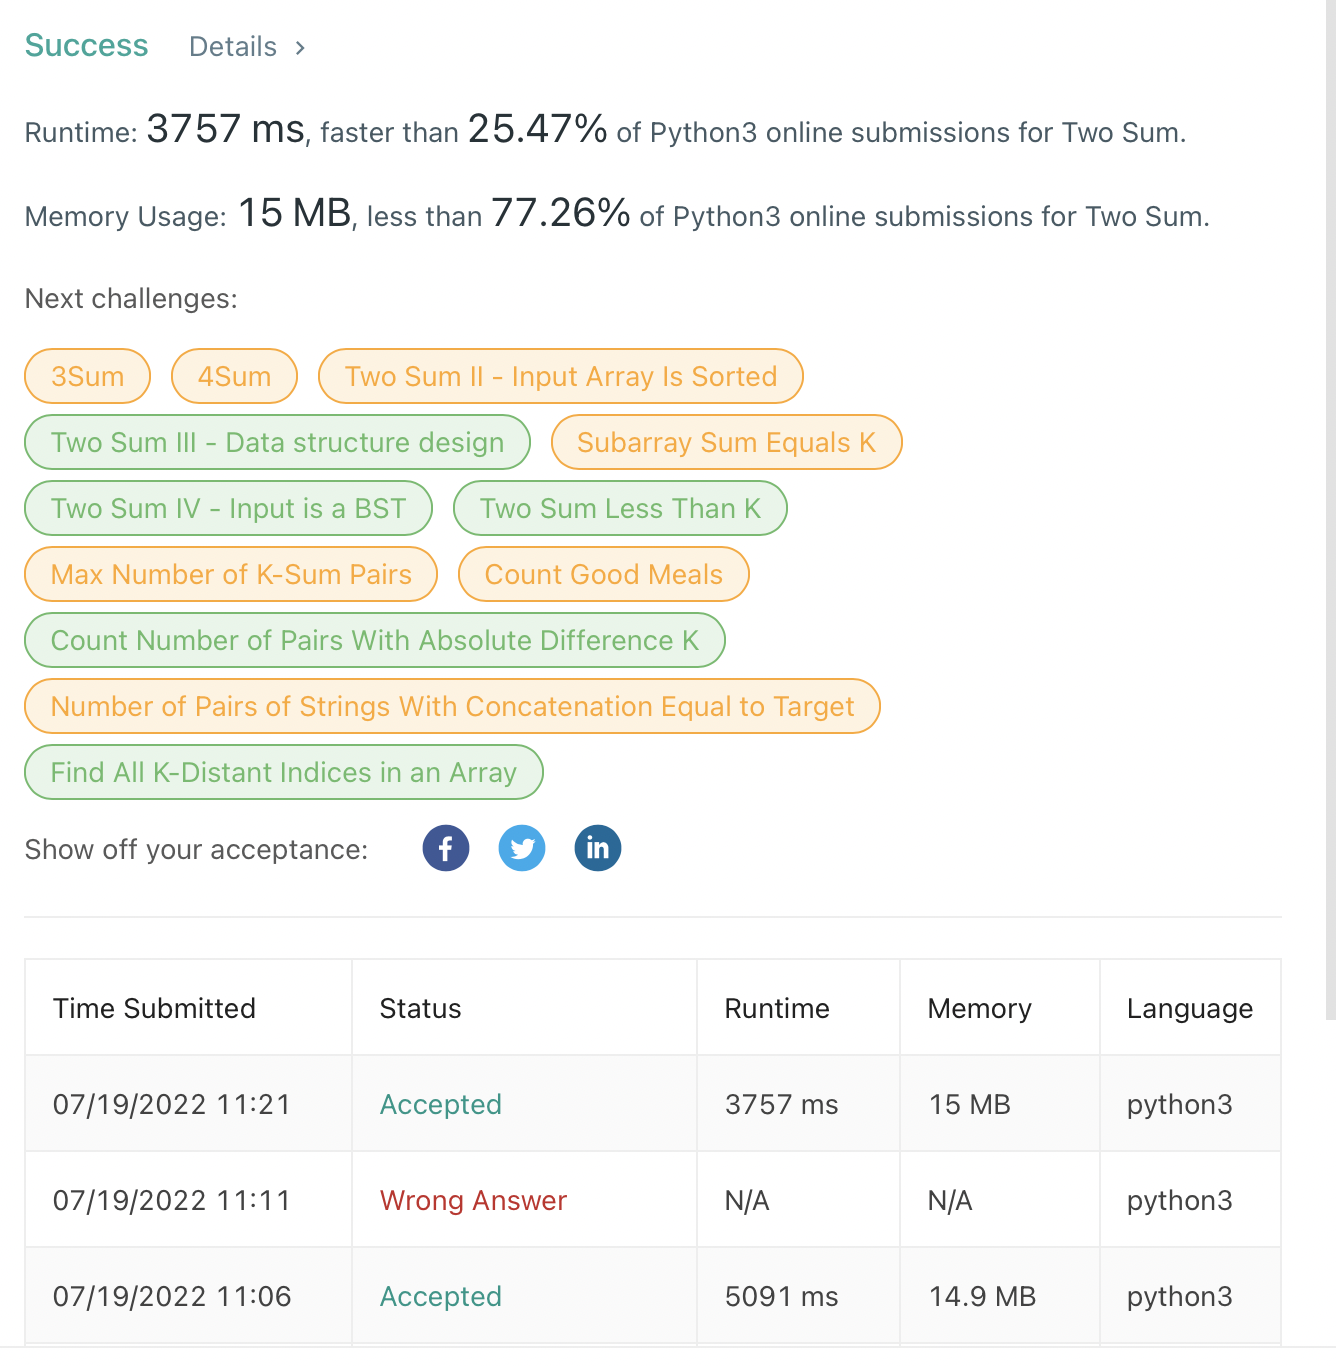 Success Details >
Runtime: 3757 ms, faster than 25.47% of Python3 online submissions for Two Sum.
Memory Usage: 15 MB, less than 77.26% of Python3 online submissions for Two Sum.
Next challenges:
3Sum 4Sum Two Sum II - Input Array Is Sorted
Two Sum III - Data structure design Subarray Sum Equals K
Two Sum IV - Input is a BST Two Sum Less Than K
Max Number of K-Sum Pairs Count Good Meals
Count Number of Pairs With Absolute Difference K
Number of Pairs of Strings With Concatenation Equal to Target
Find All K-Distant Indices in an Array
Show off your acceptance: f in
Time Submitted Status Runtime Memory Language
07/19/2022 11:21 Accepted 3757 ms 15 MB python3
07/19/2022 11:11 Wrong Answer N/A N/A python3
07/19/2022 11:06 Accepted 5091 ms 14.9 MB python3